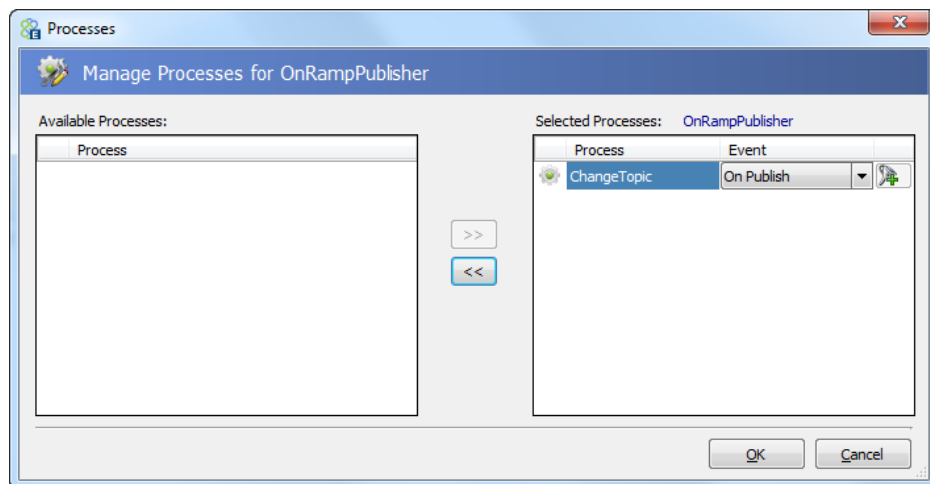 Processes
Manage Processes for OnRampPublisher
Available Processes:
Process
Selected Processes: OnRampPublisher
Process Event
ChangeTopic On Publish
>>
<<
OK Cancel